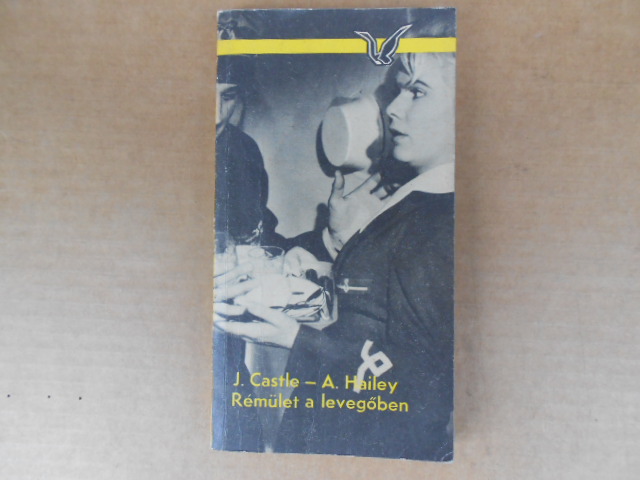 J. Castle – A. Hailey
Rémület a levegőben